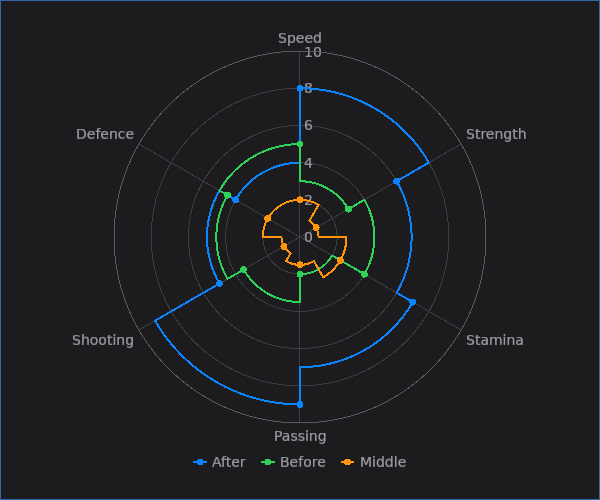 Speed
10
8
6
4
2
0
Defence
Strength
Shooting
Stamina
Passing
After Before Middle